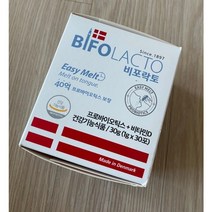 Since 1897
BIFOLACTO
비포락토
Easy Melt
Melt on tongue
40억
프로바이오틱스 보장
프로바이오틱스 + 비타민D
건강기능식품 / 30g (1g x 30포)
Made in Denmark